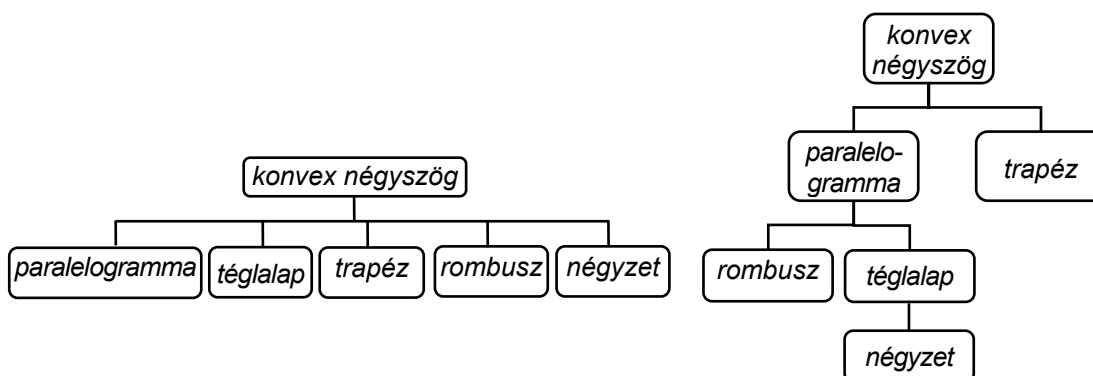 konvex négyszög
paralelogramma
téglalap
trapéz
rombusz
négyzet
konvex
négyszög
paralelo-
gramma
trapéz
rombusz
téglalap
négyzet